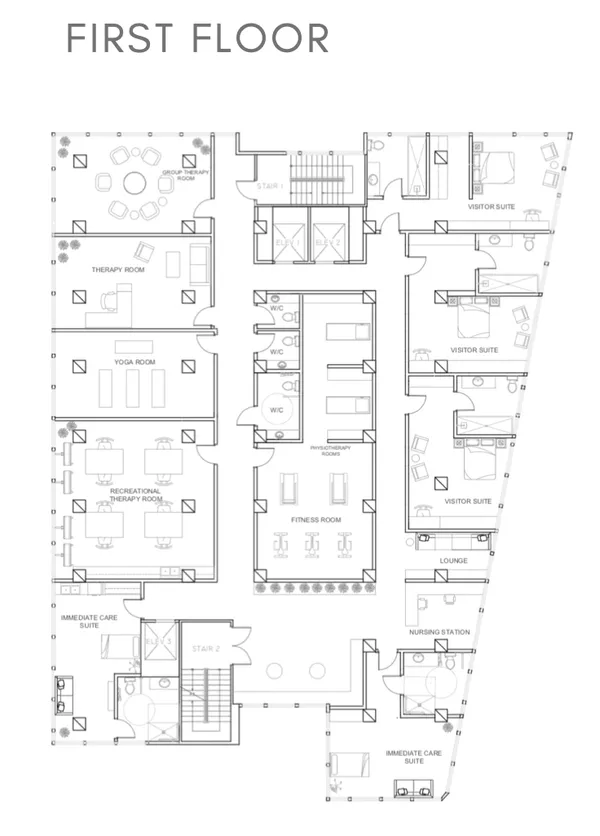 FIRST FLOOR
GROUP THERAPY
ROOM
STAIR 1
VISITOR SUITE
ELEV 1
ELEV 2
THERAPY ROOM
W/C
W/C
VISITOR SUITE
YOGA ROOM
W/C
PHYSIOTHERAPY
ROOMS
RECREATIONAL
THERAPY ROOM
VISITOR SUITE
FITNESS ROOM
LOUNGE
IMMEDIATE CARE
SUITE
NURSING STATION
ELEV 3
STAIR 2
IMMEDIATE CARE
SUITE